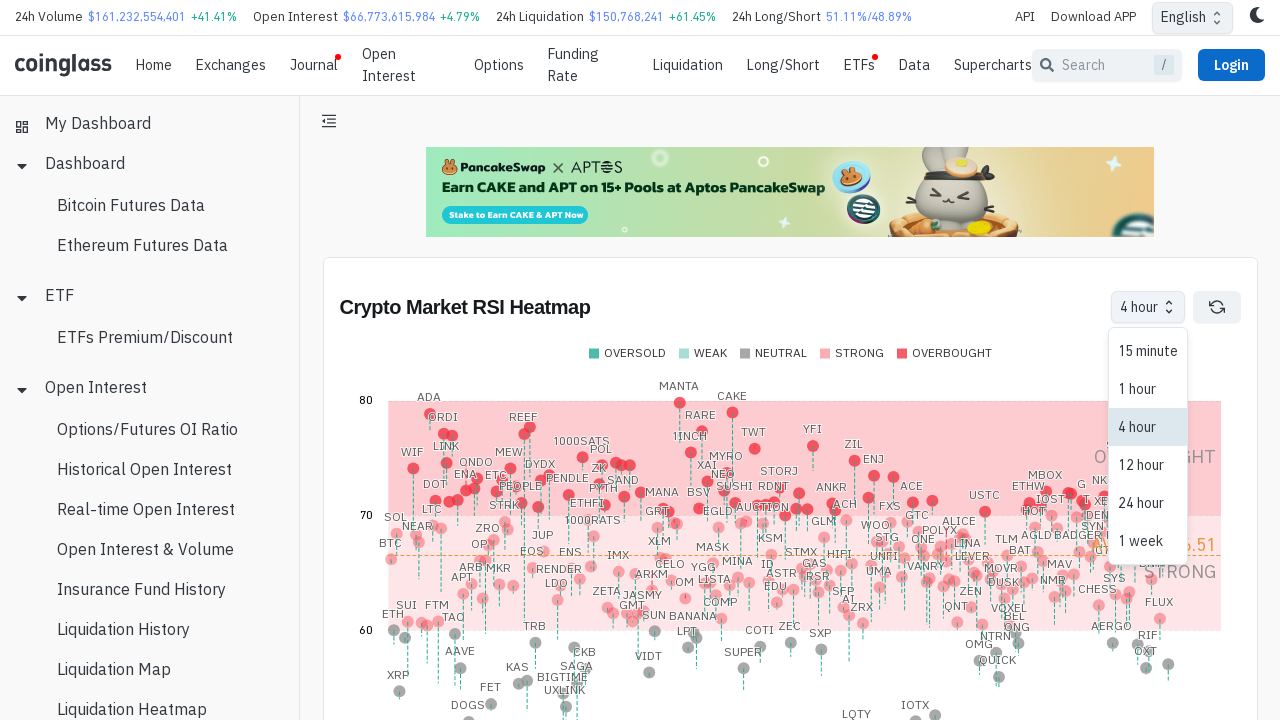 24h Volume $161,232,554,401 +41.41% Open Interest $66,773,615,984 +4.79% 24h Liquidation $150,768,241 +61.45% 24h Long/Short 51.11%/48.89% API Download APP English
coinglass Home Exchanges Journal Open Interest Options Funding Rate Liquidation Long/Short ETFs Data Supercharts Search / Login
My Dashboard
Dashboard
Bitcoin Futures Data
Ethereum Futures Data
ETF
ETFs Premium/Discount
Open Interest
Options/Futures OI Ratio
Historical Open Interest
Real-time Open Interest
Open Interest & Volume
Insurance Fund History
Liquidation History
Liquidation Map
Liquidation Heatmap
PancakeSwap × APTOS
Earn CAKE and APT on 15+ Pools at Aptos PancakeSwap
Stake to Earn CAKE & APT Now
Crypto Market RSI Heatmap
4 hour
15 minute
1 hour
4 hour
12 hour
24 hour
1 week
OVERSOLD WEAK NEUTRAL STRONG OVERBOUGHT
80
70
60
MANTA
ADA CAKE
ORDI REEF RARE
1INCH TWT YFI
LINK 1000SATS POL ZIL
WIF MEW MYRO
ONDO DYDX ZK XAI ENJ
DOT ENA ETC PENDLE SAND NEO STORJ MBOX
PEOPLE PYTH MANA BSV SUSHI RDNT ANKR ACE ETHW G NK
STRK ETHFI USTC
LTC GRT EGLD AUCTION ACH FXS IOST
SOL 1000RATS GLM GTC HOT
NEAR ZRO WOO ALICE SYN
BTC OP JUP XLM KSM STG ONE POLYX TLM AGLD BADGER
EOS ENS IMX MASK STMX HIFI UNFI LINA BAT
ARB MKR RENDER CELO YGG MINA ID GAS UMA VANRY LEVER MOVR MAV
APT LDO ARKM OM LISTA ASTR RSR DUSK NMR SYS
ZETA JASMY EDU SFP ZEN CHESS
SUI FTM GMT COMP AI ZRX QNT VOXEL FLUX
ETH TAO SUN BANANA BEL
TRB LPT COTI ZEC SXP ONG AERGO RIF
AAVE CKB VIDT SUPER OMG NTRN OXT
XRP KAS SAGA QUICK
FET BIGTIME
DOGS UXLINK LQTY IOTX
STRONG